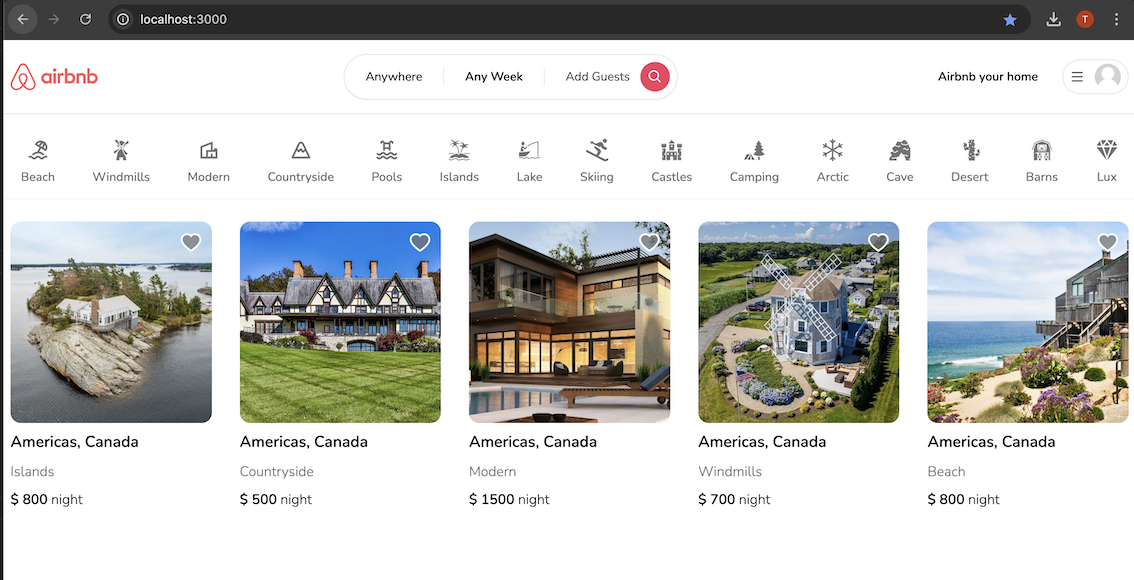 localhost:3000
T
airbnb
Anywhere Any Week Add Guests
Airbnb your home
Beach Windmills Modern Countryside Pools Islands Lake Skiing Castles Camping Arctic Cave Desert Barns Lux
Americas, Canada
Islands
$ 800 night
Americas, Canada
Countryside
$ 500 night
Americas, Canada
Modern
$ 1500 night
Americas, Canada
Windmills
$ 700 night
Americas, Canada
Beach
$ 800 night